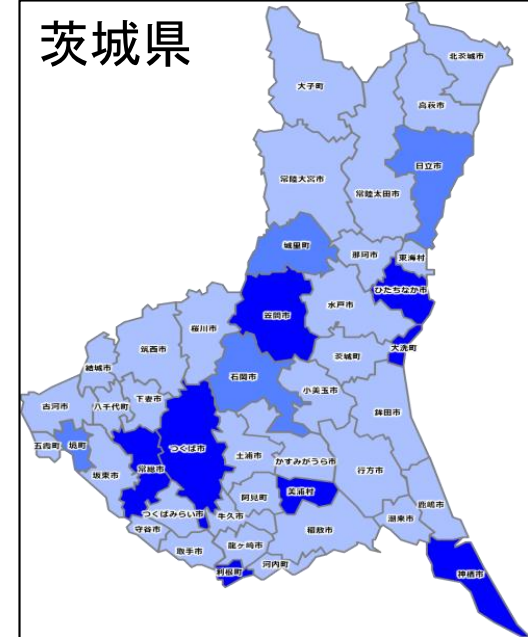 茨城県
北茨城市
大子町
高萩市
日立市
常陸大宮市
常陸太田市
城里町
那珂市
東海村
ひたちなか市
笠間市
水戸市
大洗町
桜川市
筑西市
茨城町
結城市
石岡市
小美玉市
古河市
八千代町
下妻市
鉾田市
五霞町
境町
つくば市
土浦市
かすみがうら市
常総市
行方市
坂東市
阿見町
美浦村
つくばみらい市
牛久市
鹿嶋市
潮来市
守谷市
稲敷市
取手市
龍ヶ崎市
河内町
利根町
神栖市